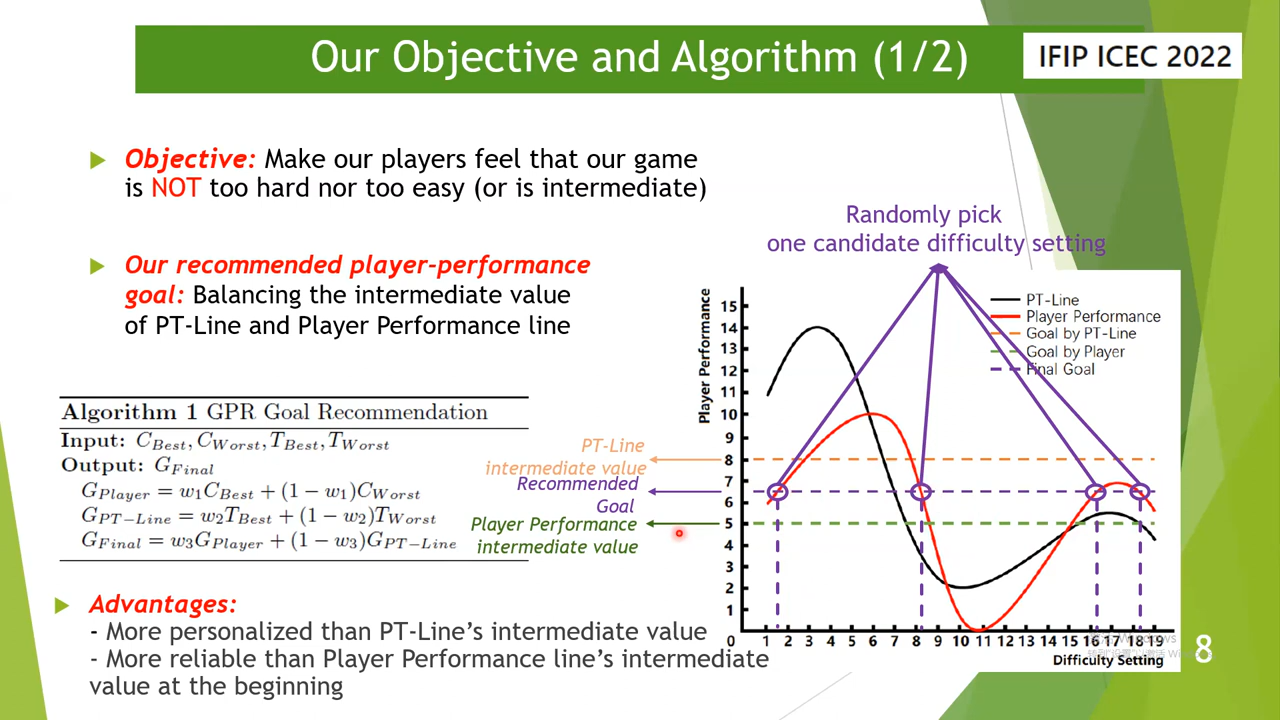 Our Objective and Algorithm (1/2)
IFIP ICEC 2022
Objective: Make our players feel that our game
is NOT too hard nor too easy (or is intermediate)
Our recommended player-performance
goal: Balancing the intermediate value
of PT-Line and Player Performance line
Algorithm 1 GPR Goal Recommendation
Input: C_Best, C_Worst, T_Best, T_Worst
Output: G_Final
G_Player = w_1C_Best + (1 − w_1)C_Worst
G_PT−Line = w_2T_Best + (1 − w_2)T_Worst
G_Final = w_3G_Player + (1 − w_3)G_PT−Line
Advantages:
- More personalized than PT-Line's intermediate value
- More reliable than Player Performance line's intermediate
value at the beginning
Randomly pick
one candidate difficulty setting
PT-Line
intermediate value
Recommended
Goal
Player Performance
intermediate value
Player Performance
15
14
13
12
11
10
9
8
7
6
5
4
3
2
1
0
PT-Line
Player Performance
Goal by PT-Line
Goal by Player
Final Goal
1 2 3 4 5 6 7 8 9 10 11 12 13 14 15 16 17 18 19
Difficulty Setting
8